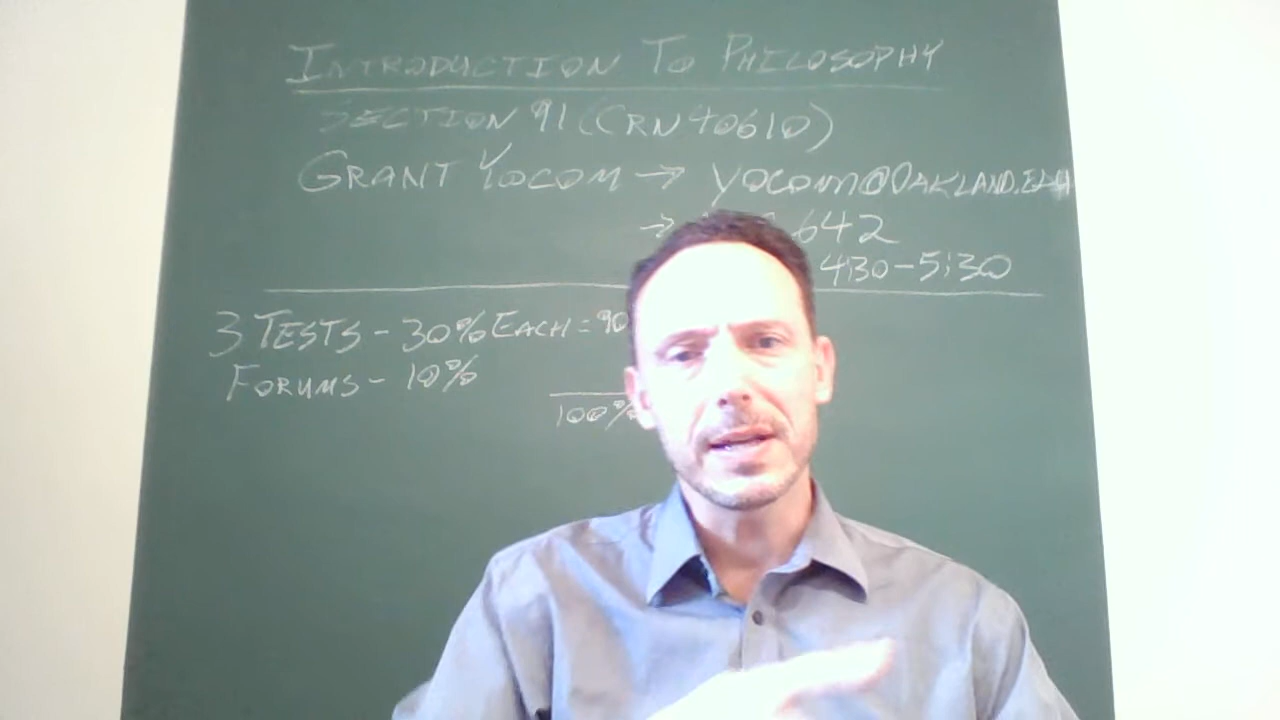 INTRODUCTION TO PHILOSOPHY
SECTION 91 (CRN 40610)
GRANT YOCOM → YOCOM@OAKLAND.EDU
→ 642
4:30-5:30
3 TESTS - 30% EACH = 90
FORUMS - 10%
100%